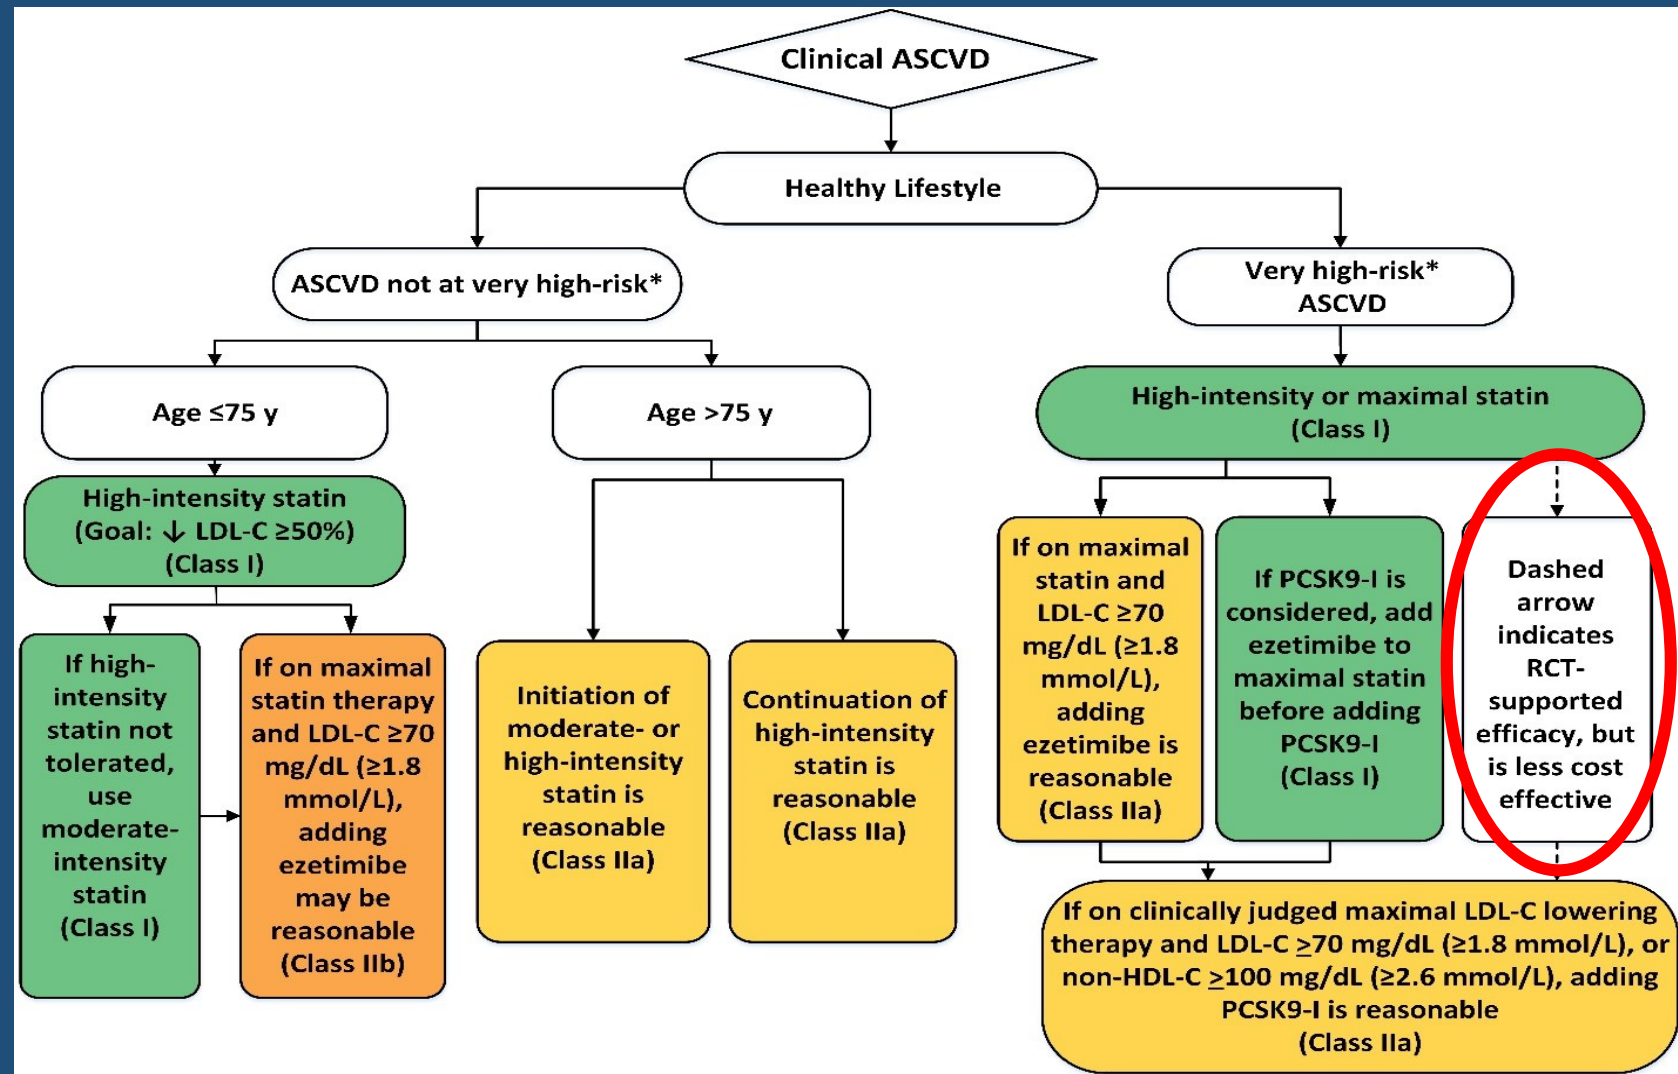 Clinical ASCVD
Healthy Lifestyle
ASCVD not at very high-risk*
Very high-risk*
ASCVD
Age ≤75 y
Age >75 y
High-intensity or maximal statin
(Class I)
High-intensity statin
(Goal: ↓ LDL-C ≥50%)
(Class I)
If high-
intensity
statin not
tolerated,
use
moderate-
intensity
statin
(Class I)
If on maximal
statin therapy
and LDL-C ≥70
mg/dL (≥1.8
mmol/L),
adding
ezetimibe
may be
reasonable
(Class IIb)
Initiation of
moderate- or
high-intensity
statin is
reasonable
(Class IIa)
Continuation of
high-intensity
statin is
reasonable
(Class IIa)
If on maximal
statin and
LDL-C ≥70
mg/dL (≥1.8
mmol/L),
adding
ezetimibe is
reasonable
(Class IIa)
If PCSK9-I is
considered, add
ezetimibe to
maximal statin
before adding
PCSK9-I
(Class I)
Dashed
arrow
indicates
RCT-
supported
efficacy, but
is less cost
effective
If on clinically judged maximal LDL-C lowering
therapy and LDL-C ≥70 mg/dL (≥1.8 mmol/L), or
non-HDL-C ≥100 mg/dL (≥2.6 mmol/L), adding
PCSK9-I is reasonable
(Class IIa)